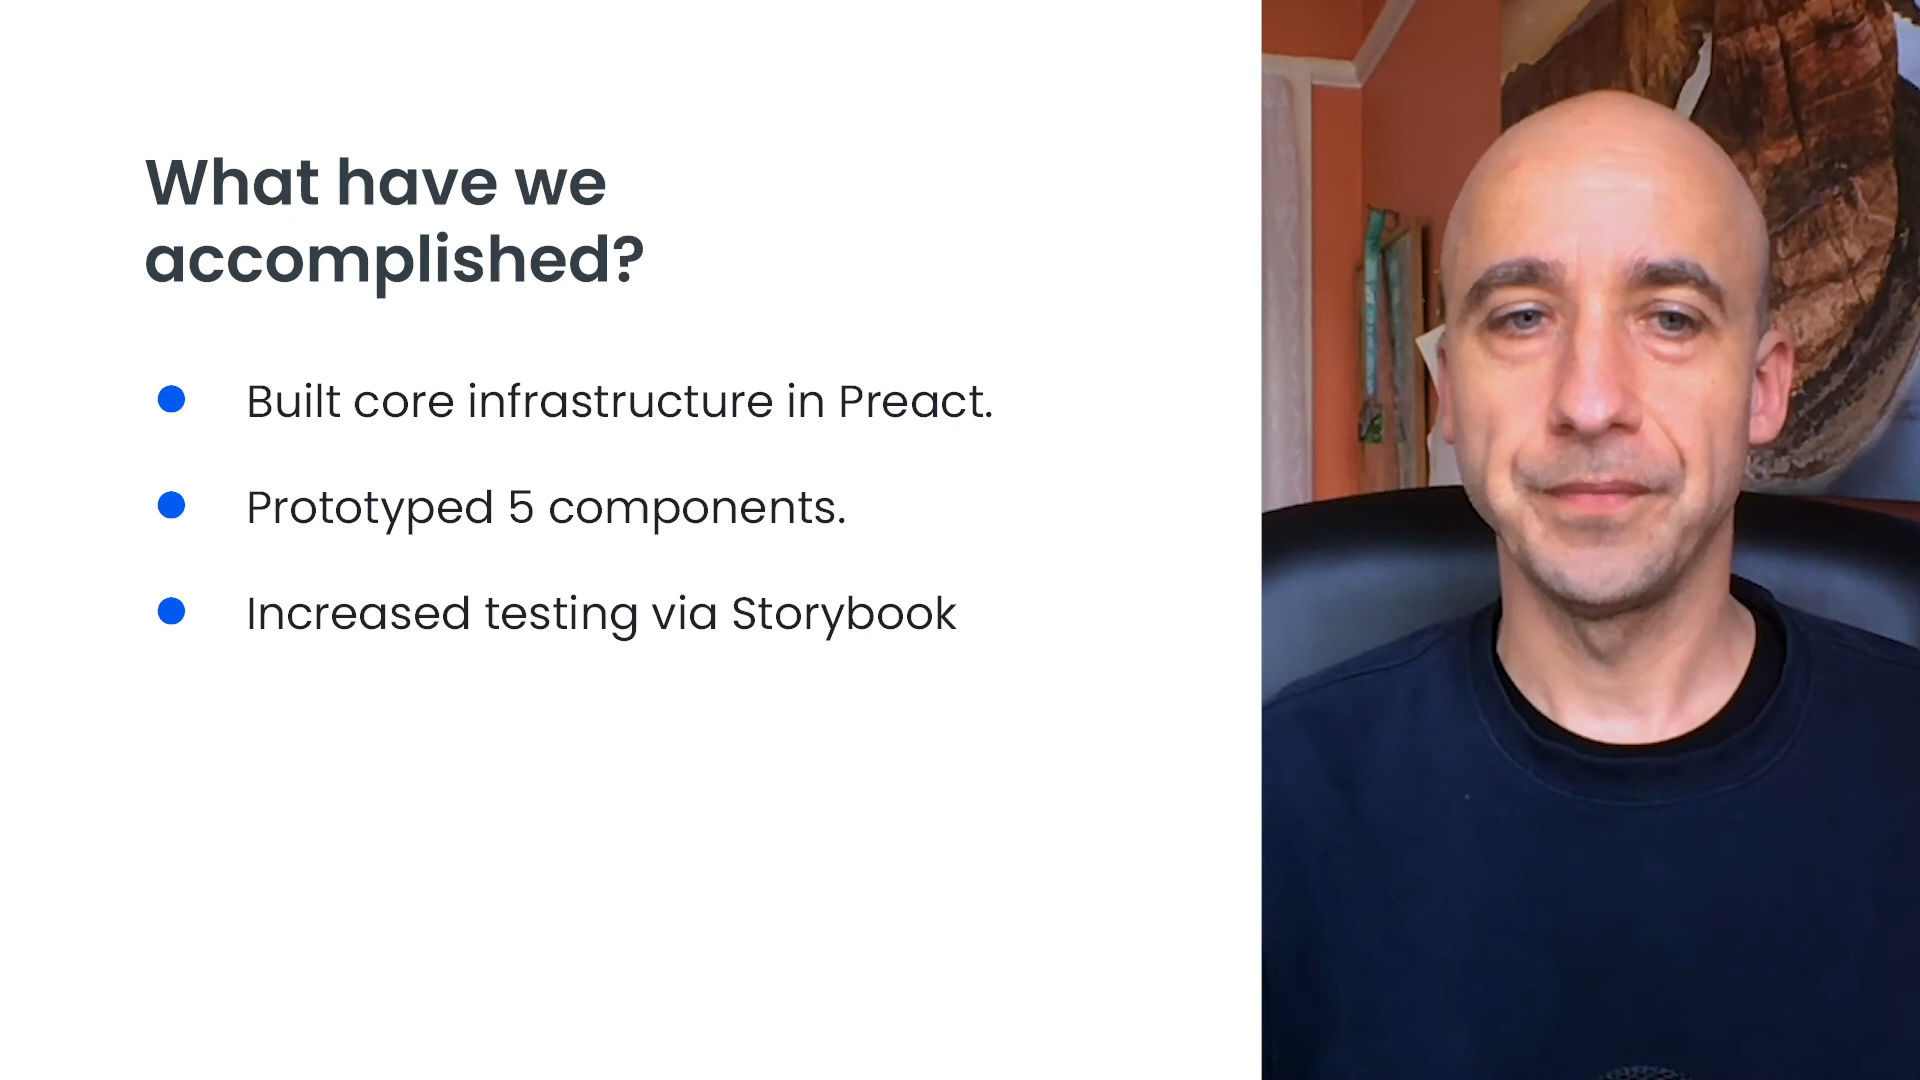 What have we
accomplished?
Built core infrastructure in Preact.
Prototyped 5 components.
Increased testing via Storybook